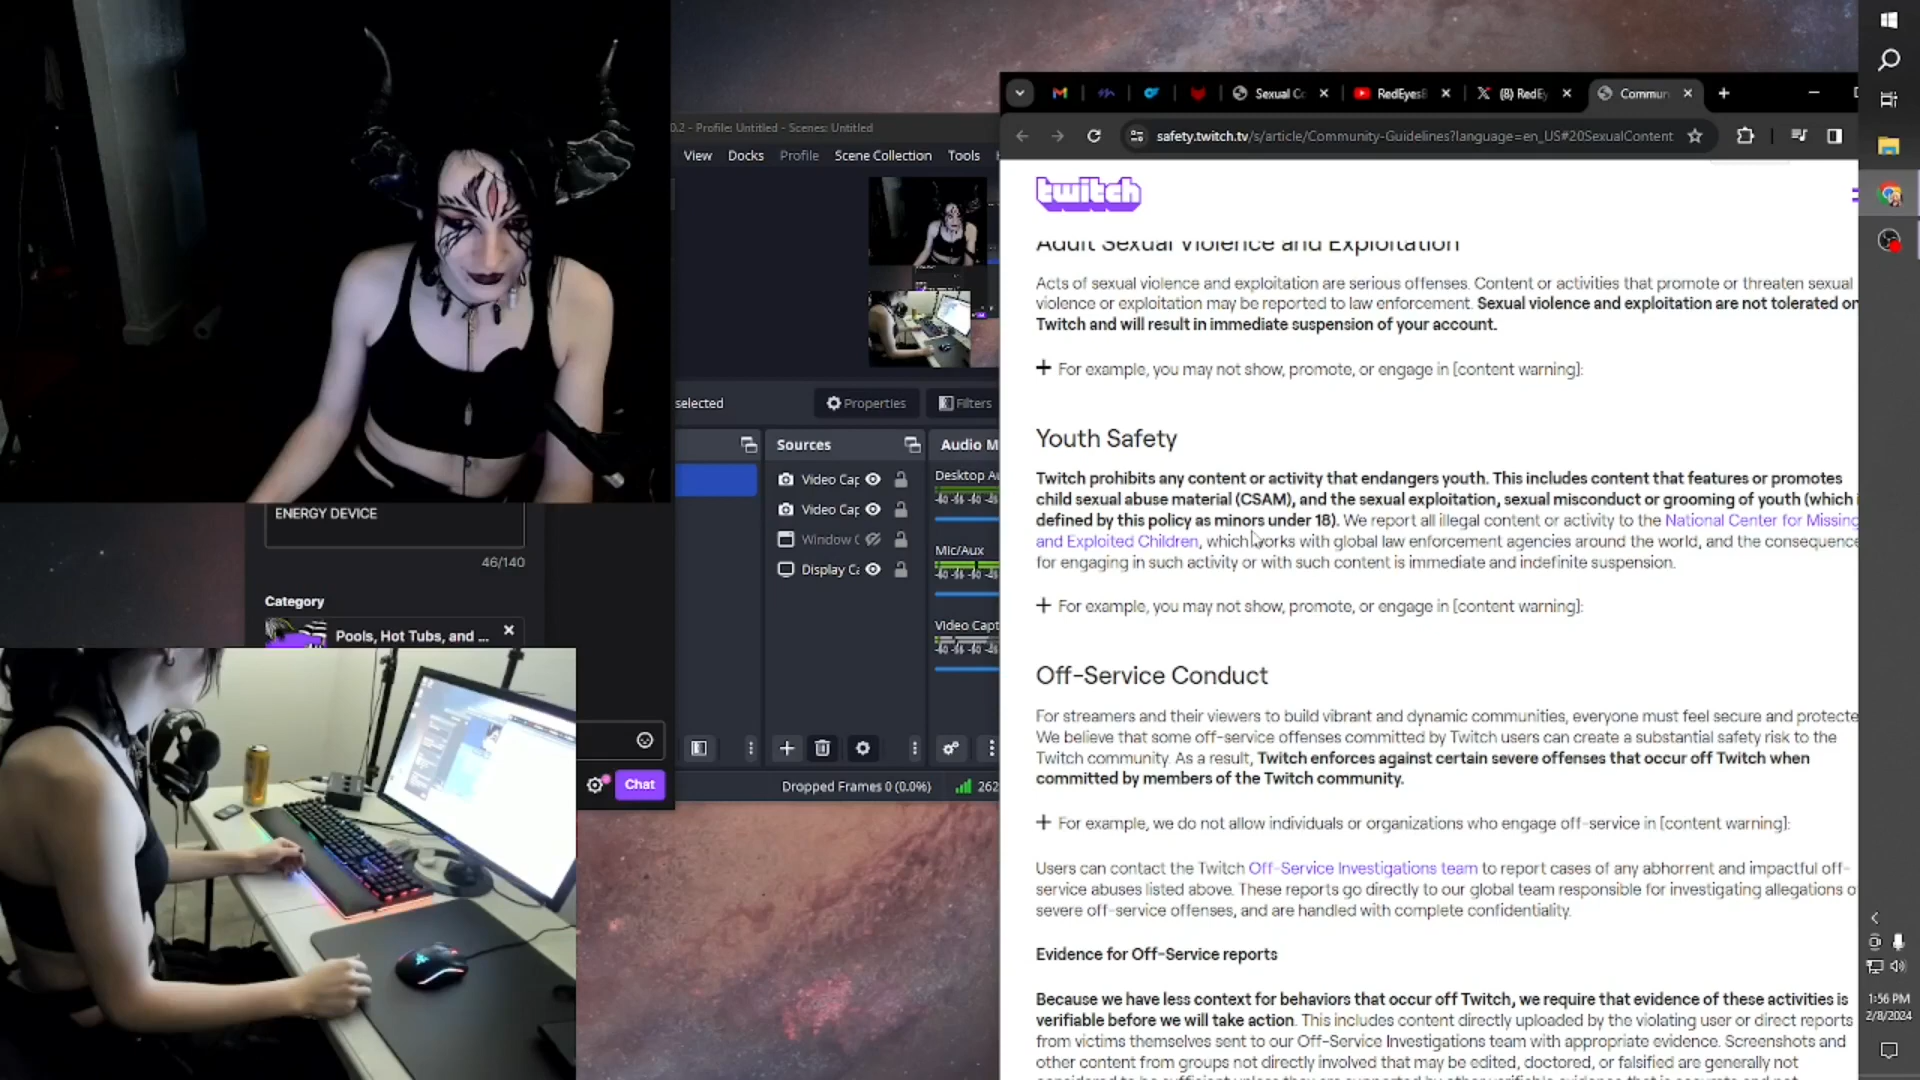 0.2 - Profile: Untitled - Scenes: Untitled
View Docks Profile Scene Collection Tools
selected
Properties
Filters
Sources
Audio M
Video Cap
Video Cap
Window C
Display Ca
Desktop Au
Mic/Aux
Video Capt
Dropped Frames 0 (0.0%)
262
ENERGY DEVICE
46/140
Category
Pools, Hot Tubs, and ...
Chat
Sexual Co
RedEyesB
(8) RedEy
Commun
safety.twitch.tv/s/article/Community-Guidelines?language=en_US#20SexualContent
twitch
Adult Sexual Violence and Exploitation
Acts of sexual violence and exploitation are serious offenses. Content or activities that promote or threaten sexual
violence or exploitation may be reported to law enforcement. Sexual violence and exploitation are not tolerated on
Twitch and will result in immediate suspension of your account.
+ For example, you may not show, promote, or engage in [content warning]:
Youth Safety
Twitch prohibits any content or activity that endangers youth. This includes content that features or promotes
child sexual abuse material (CSAM), and the sexual exploitation, sexual misconduct or grooming of youth (which i
defined by this policy as minors under 18). We report all illegal content or activity to the National Center for Missing
and Exploited Children, which works with global law enforcement agencies around the world, and the consequence
for engaging in such activity or with such content is immediate and indefinite suspension.
+ For example, you may not show, promote, or engage in [content warning]:
Off-Service Conduct
For streamers and their viewers to build vibrant and dynamic communities, everyone must feel secure and protecte
We believe that some off-service offenses committed by Twitch users can create a substantial safety risk to the
Twitch community. As a result, Twitch enforces against certain severe offenses that occur off Twitch when
committed by members of the Twitch community.
+ For example, we do not allow individuals or organizations who engage off-service in [content warning]:
Users can contact the Twitch Off-Service Investigations team to report cases of any abhorrent and impactful off-
service abuses listed above. These reports go directly to our global team responsible for investigating allegations o
severe off-service offenses, and are handled with complete confidentiality.
Evidence for Off-Service reports
Because we have less context for behaviors that occur off Twitch, we require that evidence of these activities is
verifiable before we will take action. This includes content directly uploaded by the violating user or direct reports
from victims themselves sent to our Off-Service Investigations team with appropriate evidence. Screenshots and
other content from groups not directly involved that may be edited, doctored, or falsified are generally not
1:56 PM
2/8/2024